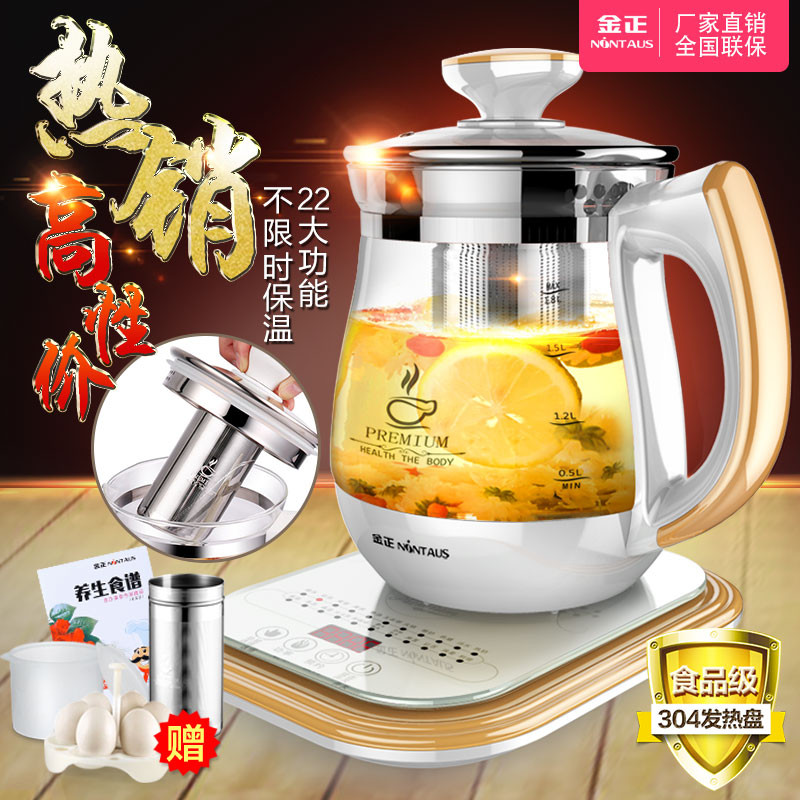 金正
NINTAUS
厂家直销
全国联保
热销
高性价
22大功能
不限时保温
MAX
1.8L
1.5L
1.2L
0.5L
MIN
PREMIUM
HEALTH THE BODY
金正 NINTAUS
养生食谱
赠
食品级
304发热盘